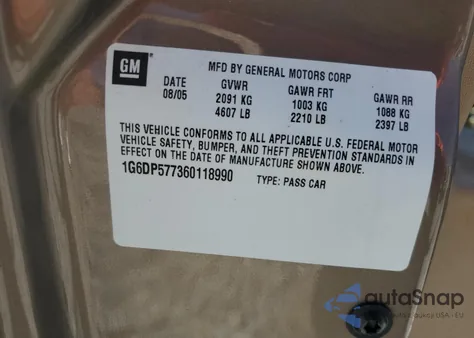 GM
MFD BY GENERAL MOTORS CORP
DATE GVWR GAWR FRT GAWR RR
08/05 2091 KG 1003 KG 1088 KG
4607 LB 2210 LB 2397 LB
THIS VEHICLE CONFORMS TO ALL APPLICABLE U.S. FEDERAL MOTOR
VEHICLE SAFETY, BUMPER, AND THEFT PREVENTION STANDARDS IN
EFFECT ON THE DATE OF MANUFACTURE SHOWN ABOVE.
1G6DP577360118990 TYPE: PASS CAR
autaSnap